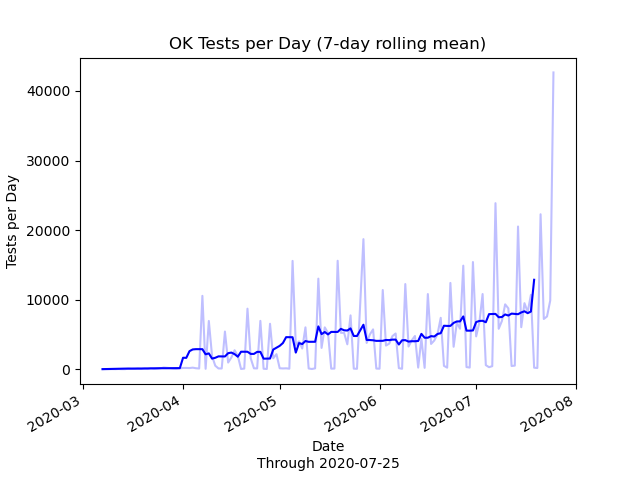 OK Tests per Day (7-day rolling mean)
Tests per Day
40000
30000
20000
10000
0
2020-03
2020-04
2020-05
2020-06
2020-07
2020-08
Date
Through 2020-07-25